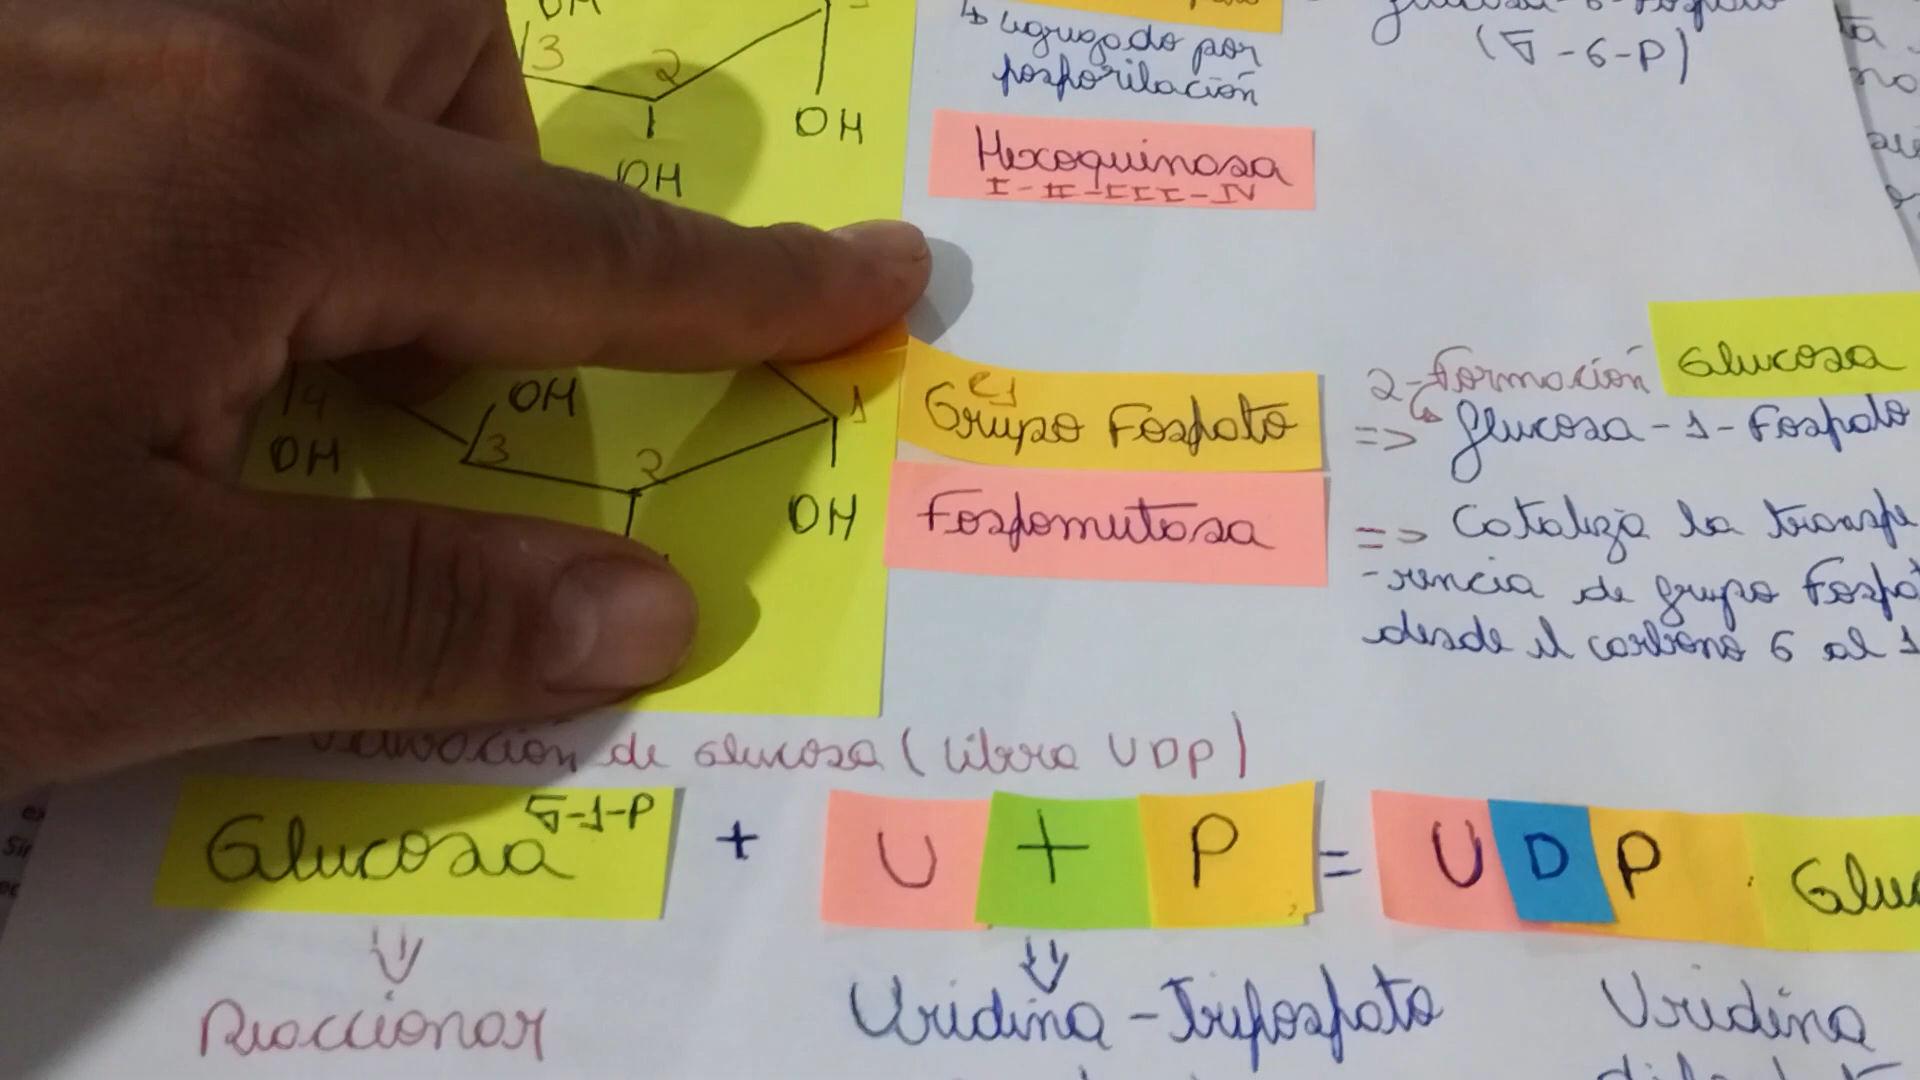 OH
3
2
OH
OH
↳ agregado por
fosforilación
(G-6-P)
Hexoquinasa
I-II-III-IV
4
OH
OH
3
2
1
OH
C1
Grupo Fosfato
Fosfomutasa
2-Formación Glucosa
=> glucosa-1-Fosfato
=> Cataliza la transfe
-rencia de grupo Fosfat
desde el carbono 6 al 1
de Glucosa (Libera UDP)
Glucosa G-1-P + U T P = U D P Gluc
Reaccionar
Uridina-Trifosfato
Uridina